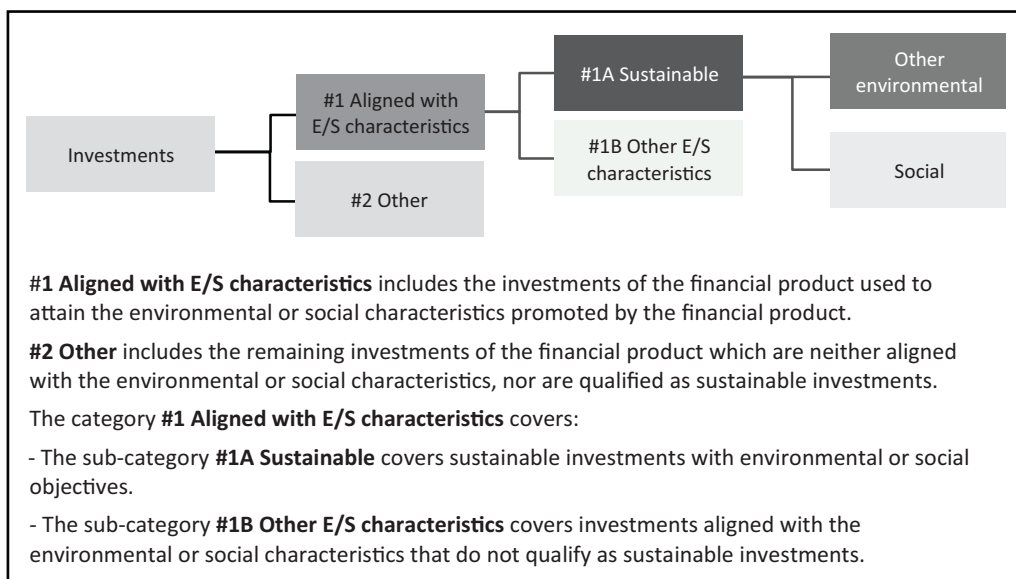 Investments
#1 Aligned with
E/S characteristics
#2 Other
#1A Sustainable
#1B Other E/S
characteristics
Other
environmental
Social
#1 Aligned with E/S characteristics includes the investments of the financial product used to
attain the environmental or social characteristics promoted by the financial product.
#2 Other includes the remaining investments of the financial product which are neither aligned
with the environmental or social characteristics, nor are qualified as sustainable investments.
The category #1 Aligned with E/S characteristics covers:
- The sub-category #1A Sustainable covers sustainable investments with environmental or social
objectives.
- The sub-category #1B Other E/S characteristics covers investments aligned with the
environmental or social characteristics that do not qualify as sustainable investments.